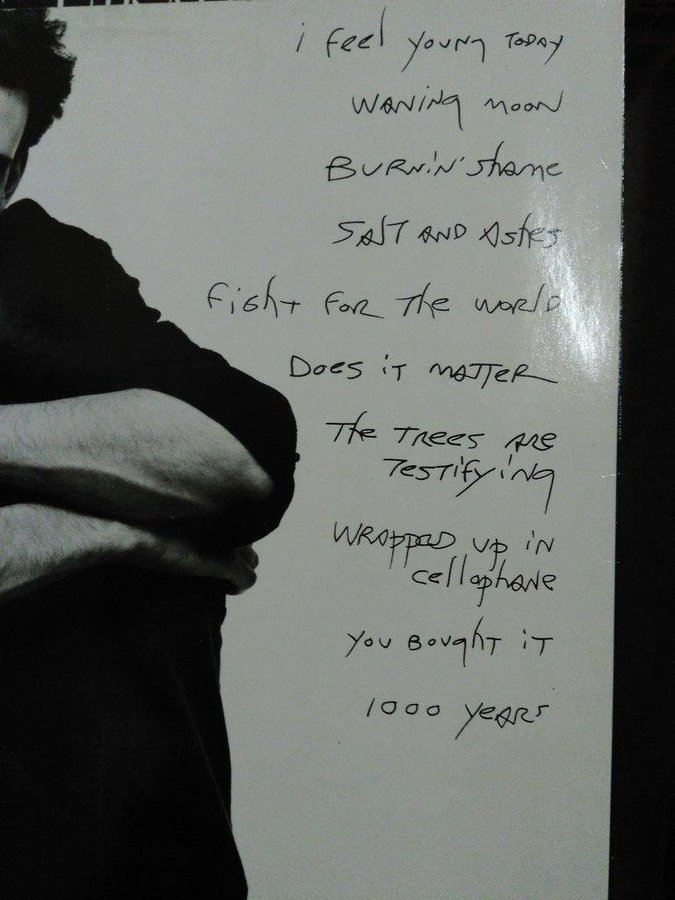 i feel young today
waning moon
Burnin' shame
Salt and Ashes
fight for the world
Does it matter
The trees are
testifying
wrapped up in
cellophane
you bought it
1000 years